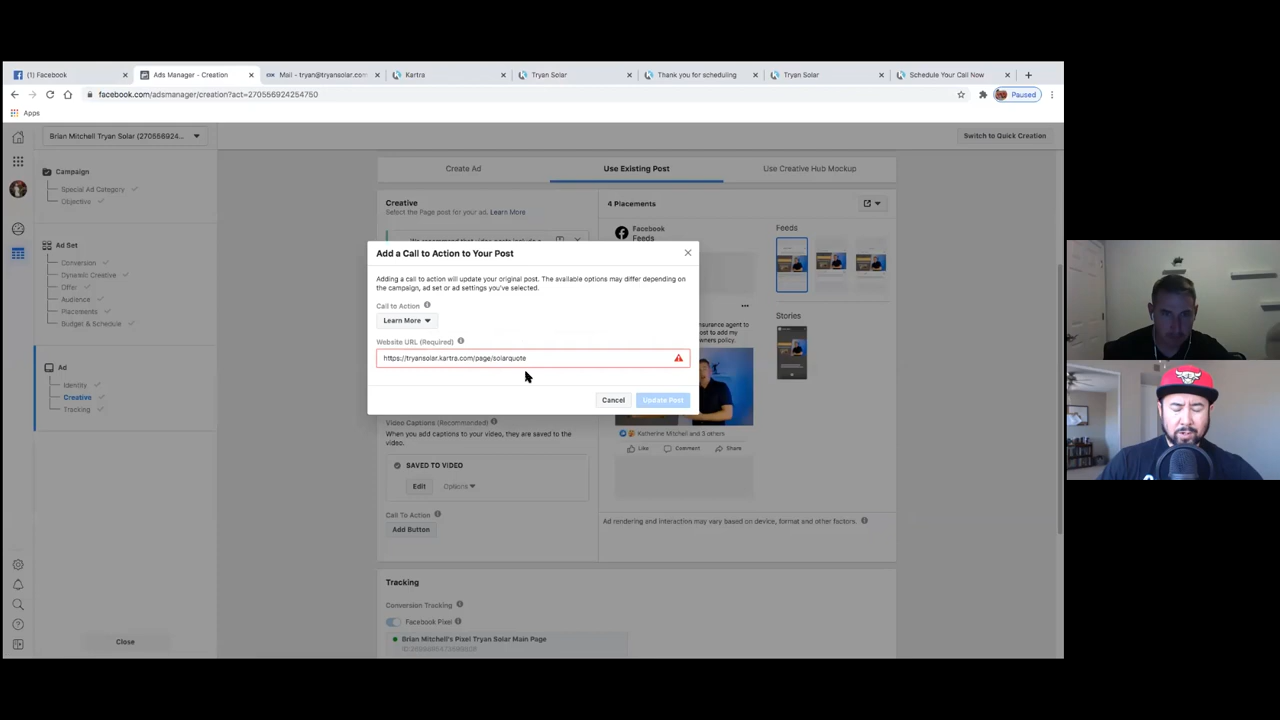 (1) Facebook
Ads Manager - Creation
Mail - tryan@tryansolar.com
Kartra
Tryan Solar
Thank you for scheduling
Tryan Solar
Schedule Your Call Now
facebook.com/adsmanager/creation?act=270556924254750
Paused
Apps
Brian Mitchell Tryan Solar (270556924...
Switch to Quick Creation
Campaign
Special Ad Category
Objective
Ad Set
Conversion
Dynamic Creative
Offer
Audience
Placements
Budget & Schedule
Ad
Identity
Creative
Tracking
Close
Create Ad
Use Existing Post
Use Creative Hub Mockup
Creative
Select the Page post for your ad. Learn More
4 Placements
Facebook
Feeds
Feeds
Stories
Add a Call to Action to Your Post
Adding a call to action will update your original post. The available options may differ depending on
the campaign, ad set or ad settings you've selected.
Call to Action
Learn More
Website URL (Required)
https://tryansolar.kartra.com/page/solarquote
Cancel
Update Post
insurance agent to
post to add my
owners policy.
Video Captions (Recommended)
When you add captions to your video, they are saved to the
video.
SAVED TO VIDEO
Edit
Options
Call To Action
Add Button
Katherine Mitchell and 3 others
Like
Comment
Share
Ad rendering and interaction may vary based on device, format and other factors.
Tracking
Conversion Tracking
Facebook Pixel
Brian Mitchell's Pixel Tryan Solar Main Page